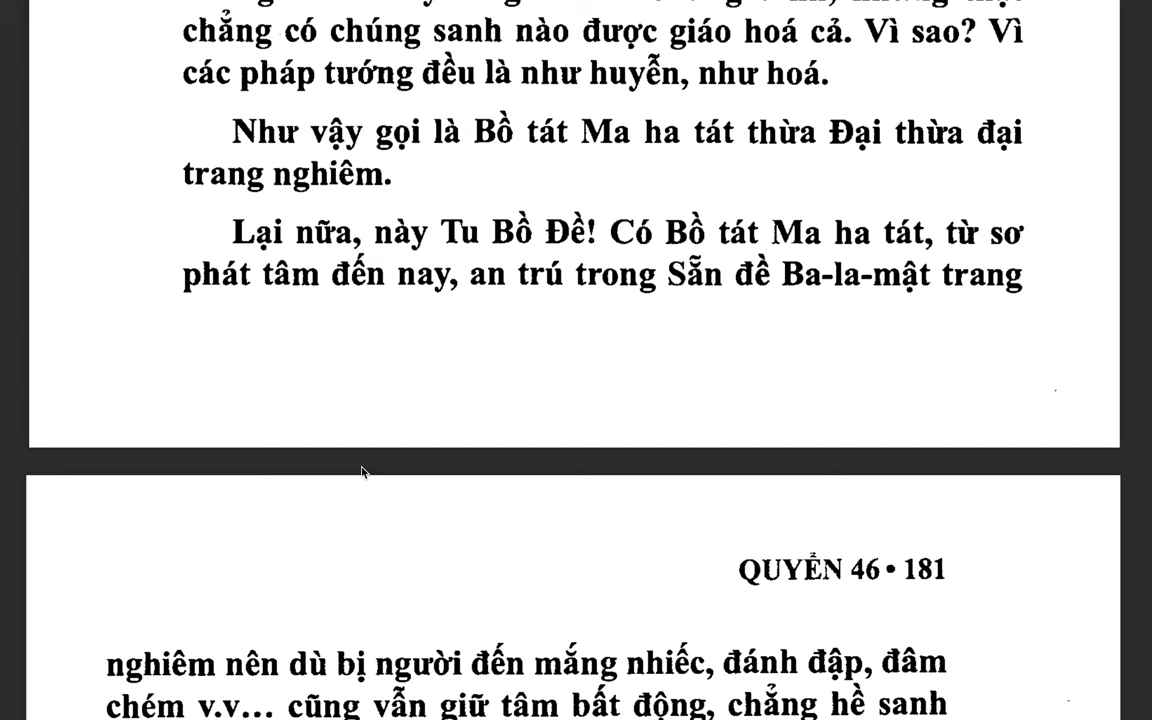 chẳng có chúng sanh nào được giáo hoá cả. Vì sao? Vì
các pháp tướng đều là như huyễn, như hoá.
Như vậy gọi là Bồ tát Ma ha tát thừa Đại thừa đại
trang nghiêm.
Lại nữa, này Tu Bồ Đề! Có Bồ tát Ma ha tát, từ sơ
phát tâm đến nay, an trú trong Sẵn đề Ba-la-mật trang
QUYỂN 46 • 181
nghiêm nên dù bị người đến mắng nhiếc, đánh đập, đâm
chém v.v... cũng vẫn giữ tâm bất động, chẳng hề sanh